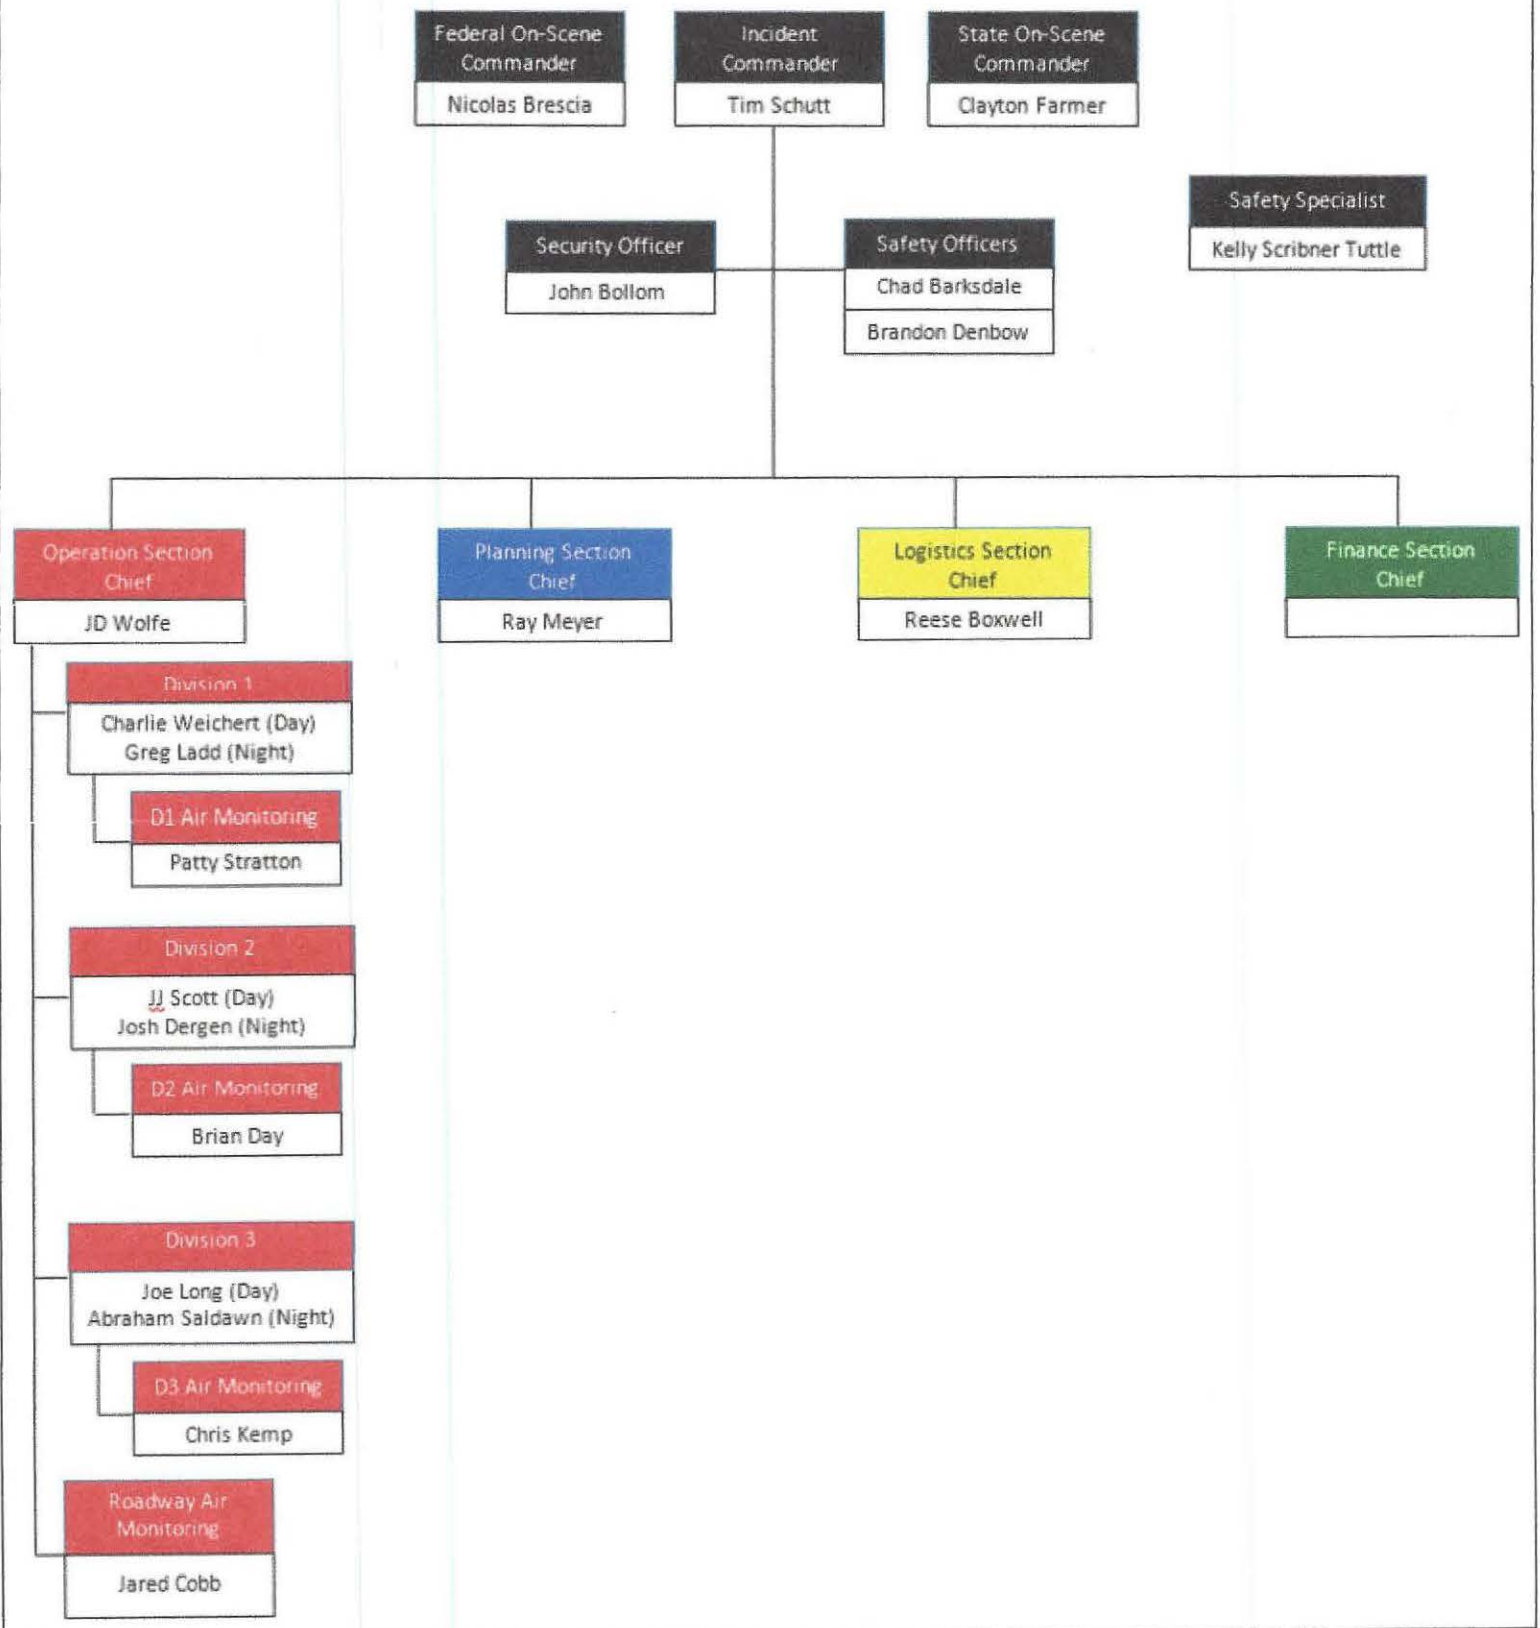 Federal On-Scene
Commander
Nicolas Brescia
Incident
Commander
Tim Schutt
State On-Scene
Commander
Clayton Farmer
Safety Specialist
Kelly Scribner Tuttle
Security Officer
John Bollom
Safety Officers
Chad Barksdale
Brandon Denbow
Operation Section
Chief
JD Wolfe
Planning Section
Chief
Ray Meyer
Logistics Section
Chief
Reese Boxwell
Finance Section
Chief
Division 1
Charlie Weichert (Day)
Greg Ladd (Night)
D1 Air Monitoring
Patty Stratton
Division 2
JJ Scott (Day)
Josh Dergen (Night)
D2 Air Monitoring
Brian Day
Division 3
Joe Long (Day)
Abraham Saldawn (Night)
D3 Air Monitoring
Chris Kemp
Roadway Air
Monitoring
Jared Cobb